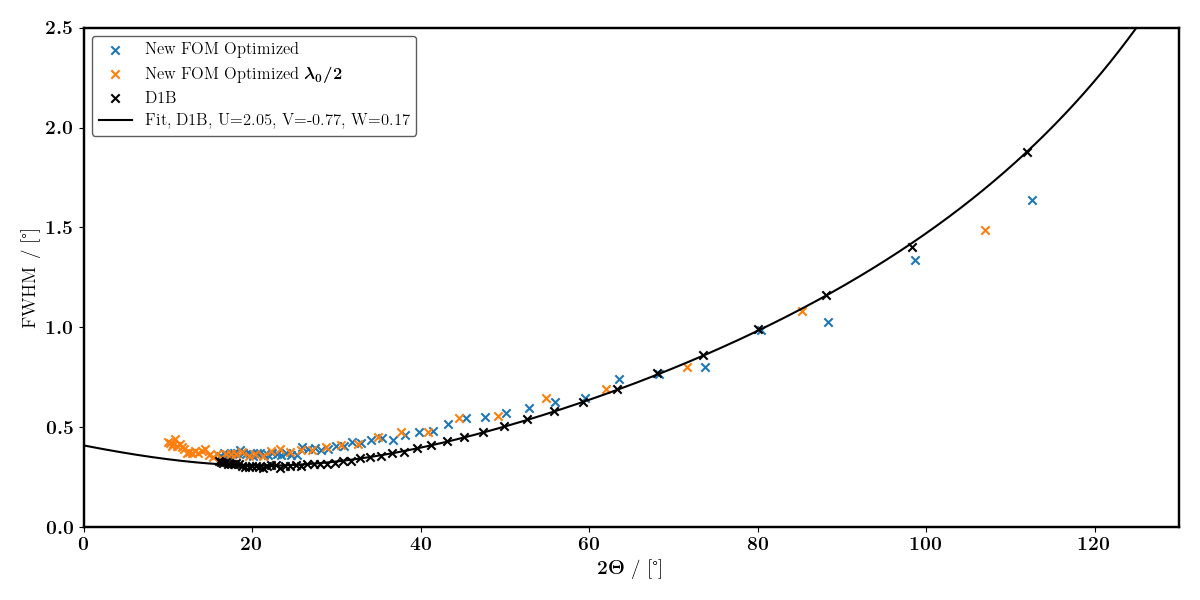 2.5
2.0
1.5
1.0
0.5
0.0
FWHM / [°]
New FOM Optimized
New FOM Optimized λ₀/2
D1B
Fit, D1B, U=2.05, V=-0.77, W=0.17
0 20 40 60 80 100 120
2Θ / [°]